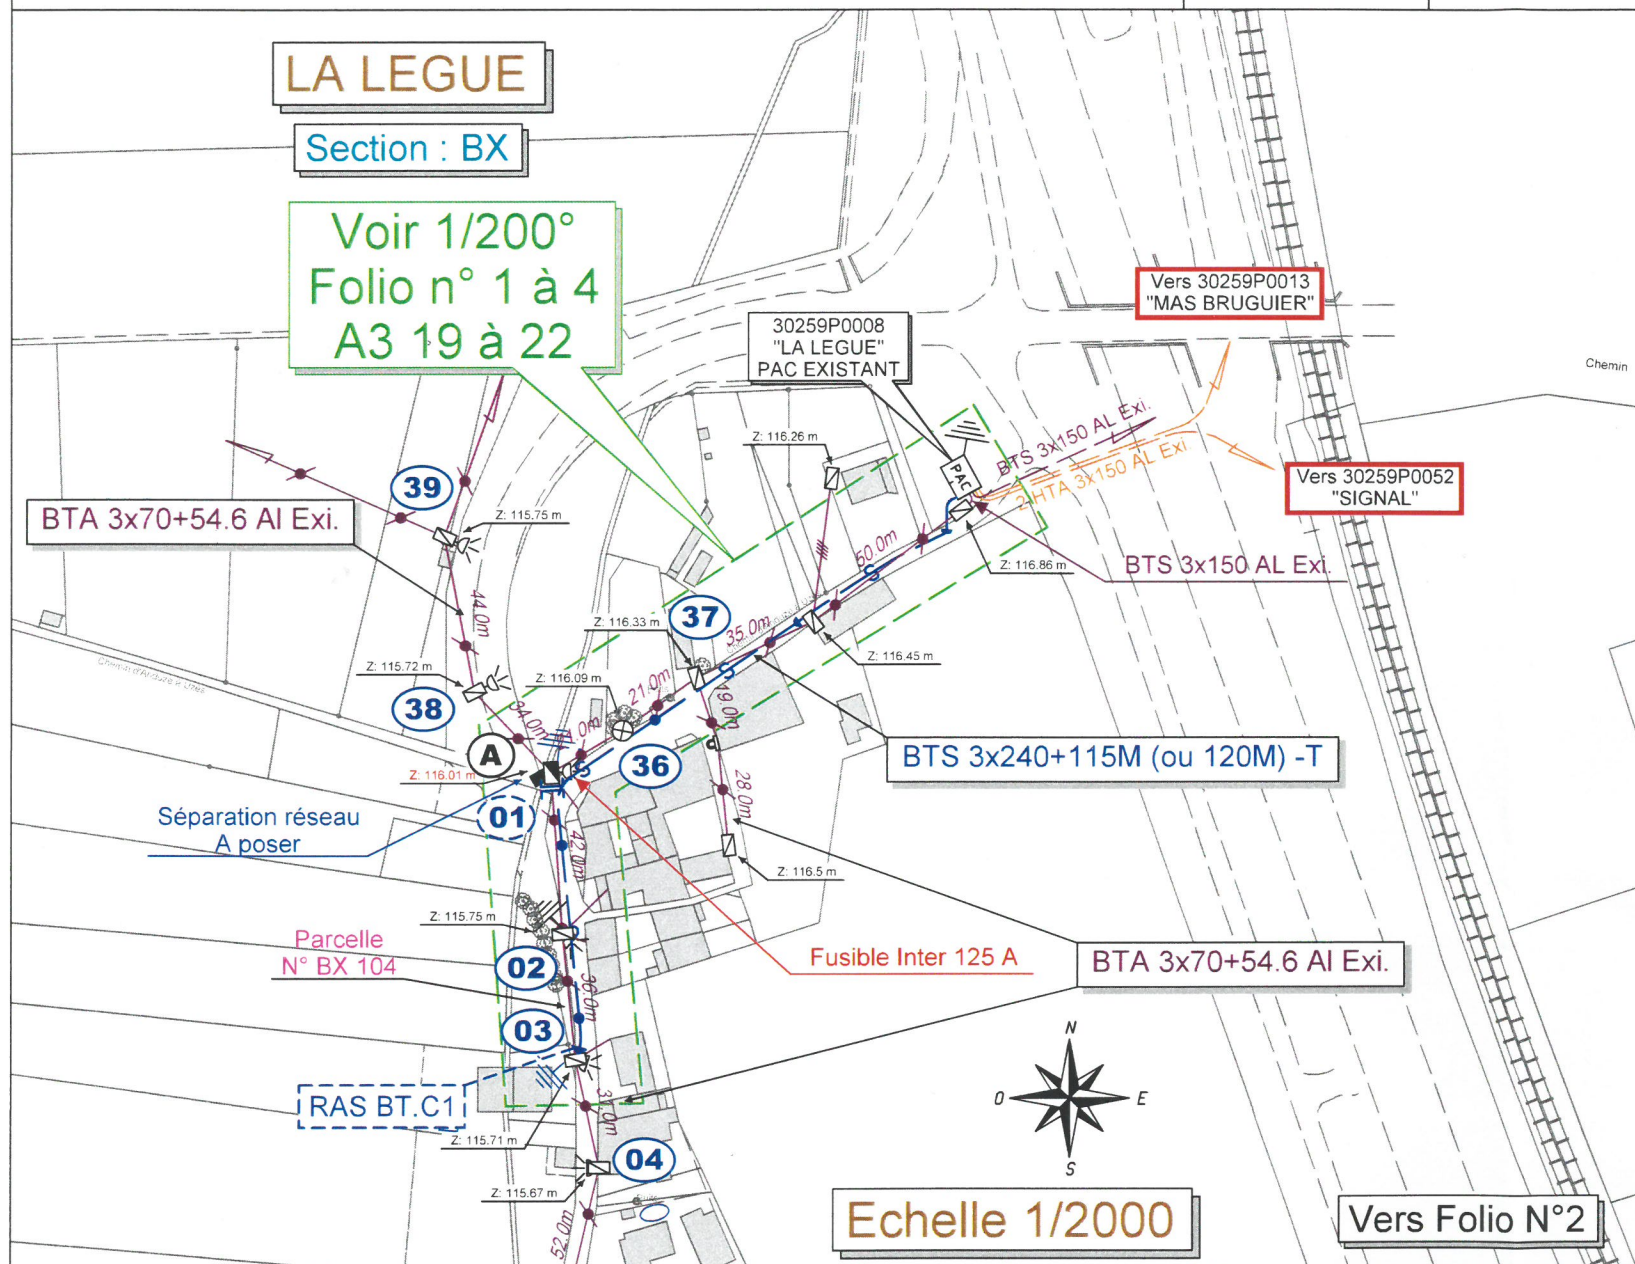 LA LEGUE
Section : BX
Voir 1/200°
Folio n° 1 à 4
A3 19 à 22
Vers 30259P0013
"MAS BRUGUIER"
30259P0008
"LA LEGUE"
PAC EXISTANT
Chemin
BTS 3x150 AL Exi.
2 HTA 3x150 AL Exi.
Vers 30259P0052
"SIGNAL"
Z: 116.26 m
PAC
39
BTA 3x70+54.6 Al Exi.
Z: 115.75 m
50.0m
Z: 116.86 m
BTS 3x150 AL Exi.
S
44.0m
37
Z: 116.33 m
35.0m
Z: 116.45 m
Chemin d'Anduze à Uzès
Z: 115.72 m
Z: 116.09 m
S
21.0m
19.0m
38
34.0m
A
Z: 116.01 m
S
36
BTS 3x240+115M (ou 120M) -T
28.0m
Séparation réseau
A poser
01
42.0m
Z: 116.5 m
Z: 115.75 m
Parcelle
N° BX 104
02
Fusible Inter 125 A
BTA 3x70+54.6 Al Exi.
36.0m
03
N
O
E
S
RAS BT.C1
Z: 115.71 m
04
Z: 115.67 m
Puits
52.0m
Echelle 1/2000
Vers Folio N°2